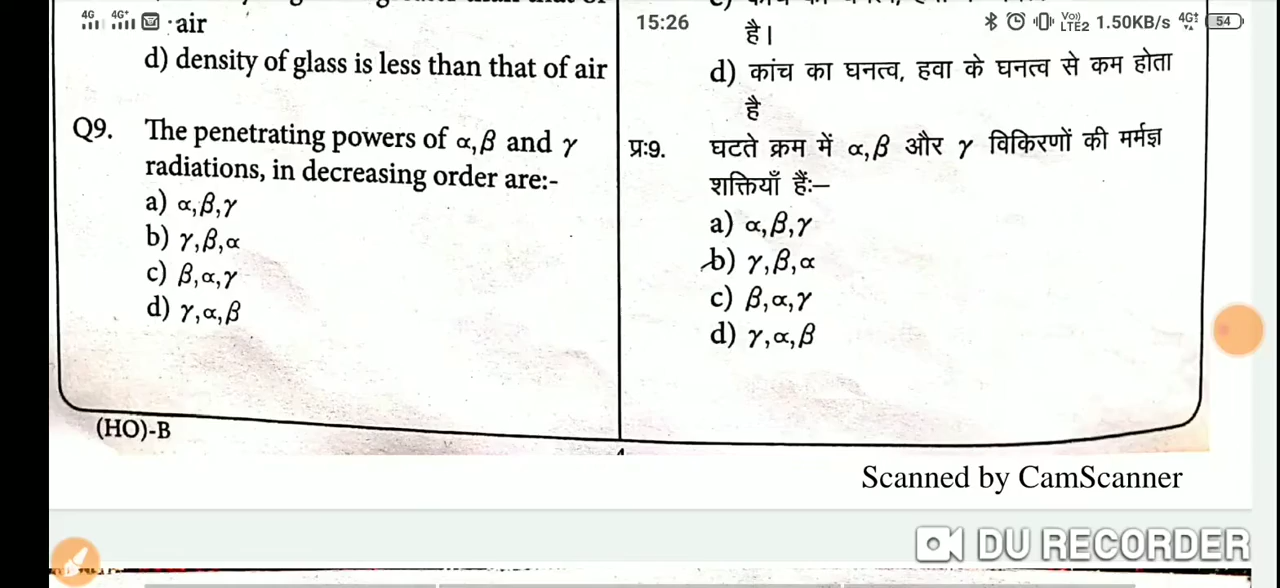 15:26
1.50KB/s
54
air
d) density of glass is less than that of air
Q9. The penetrating powers of α,β and γ
radiations, in decreasing order are:-
a) α,β,γ
b) γ,β,α
c) β,α,γ
d) γ,α,β
(HO)-B
है।
d) कांच का घनत्व, हवा के घनत्व से कम होता
है
प्र:9. घटते क्रम में α,β और γ विकिरणों की मर्मज्ञ
शक्तियाँ हैं:–
a) α,β,γ
b) γ,β,α
c) β,α,γ
d) γ,α,β
Scanned by CamScanner
DU RECORDER